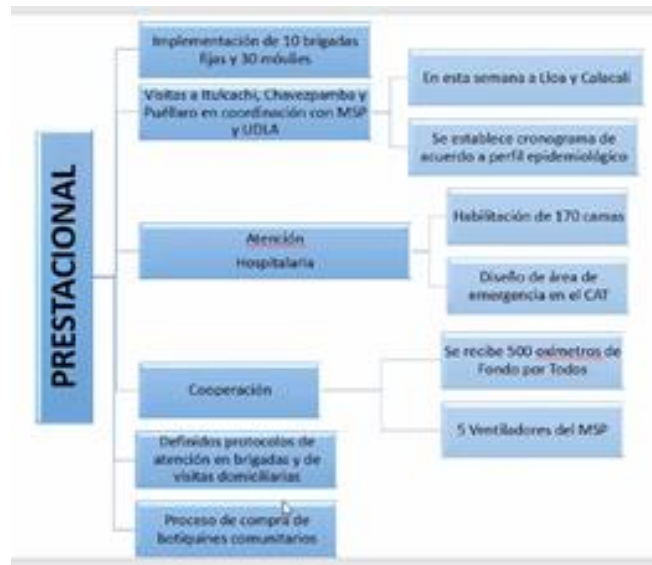 PRESTACIONAL
Implementación de 10 brigadas
fijas y 30 móviles
Visitas a Itulcachi, Chavezpamba y
Puéllaro en coordinación con MSP
y UDLA
En esta semana a Lloa y Calacalí
Se establece cronograma de
acuerdo a perfil epidemiológico
Atención
Hospitalaria
Habilitación de 170 camas
Diseño de área de
emergencia en el CAT
Cooperación
Se recibe 500 oxímetros de
Fondo por Todos
5 Ventiladores del MSP
Definidos protocolos de
atención en brigadas y de
visitas domiciliarias
Proceso de compra de
botiquines comunitarios